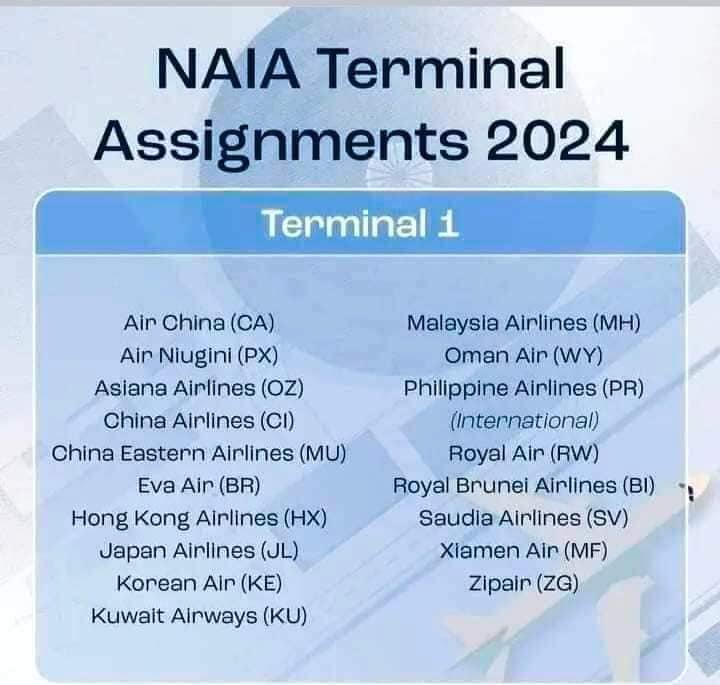 NAIA Terminal
Assignments 2024
Terminal 1
Air China (CA)
Air Niugini (PX)
Asiana Airlines (OZ)
China Airlines (CI)
China Eastern Airlines (MU)
Eva Air (BR)
Hong Kong Airlines (HX)
Japan Airlines (JL)
Korean Air (KE)
Kuwait Airways (KU)
Malaysia Airlines (MH)
Oman Air (WY)
Philippine Airlines (PR)
(International)
Royal Air (RW)
Royal Brunei Airlines (BI)
Saudia Airlines (SV)
Xiamen Air (MF)
Zipair (ZG)